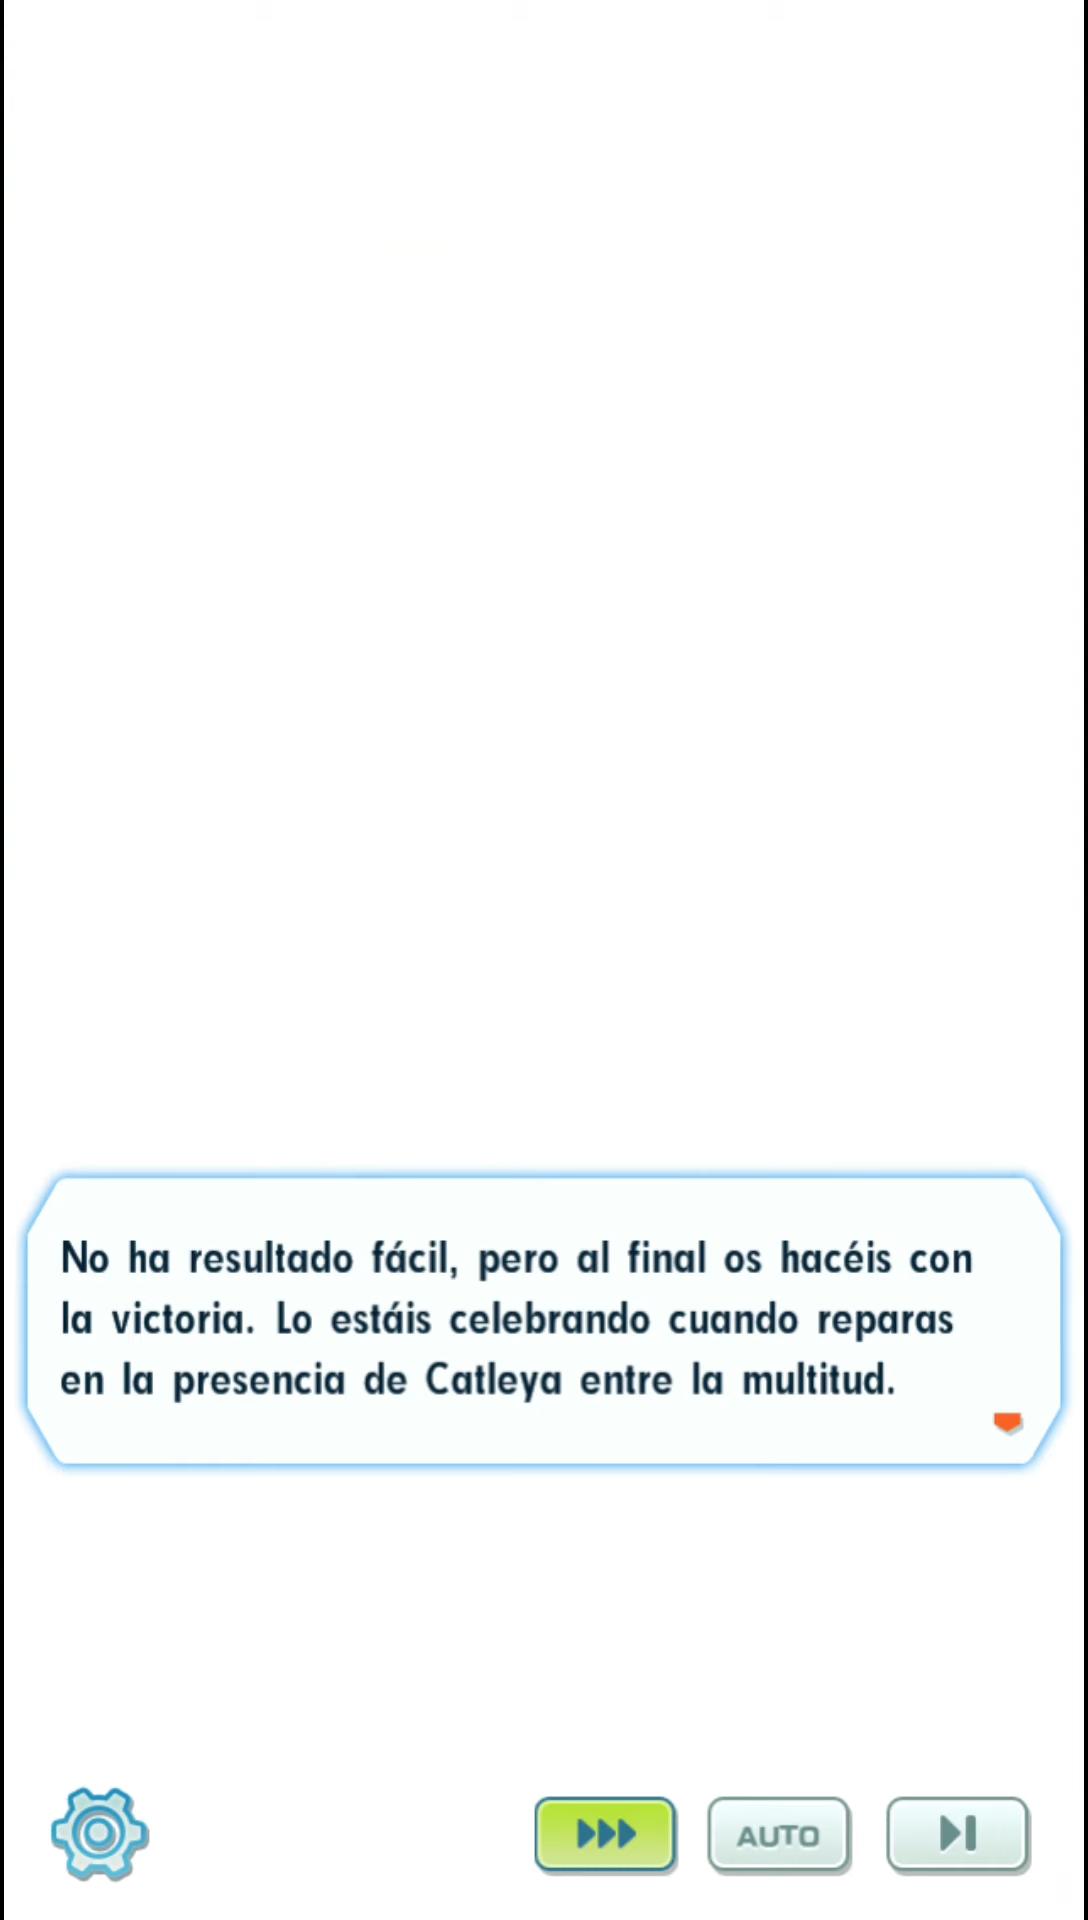 No ha resultado fácil, pero al final os hacéis con
la victoria. Lo estáis celebrando cuando reparas
en la presencia de Catleya entre la multitud.
AUTO